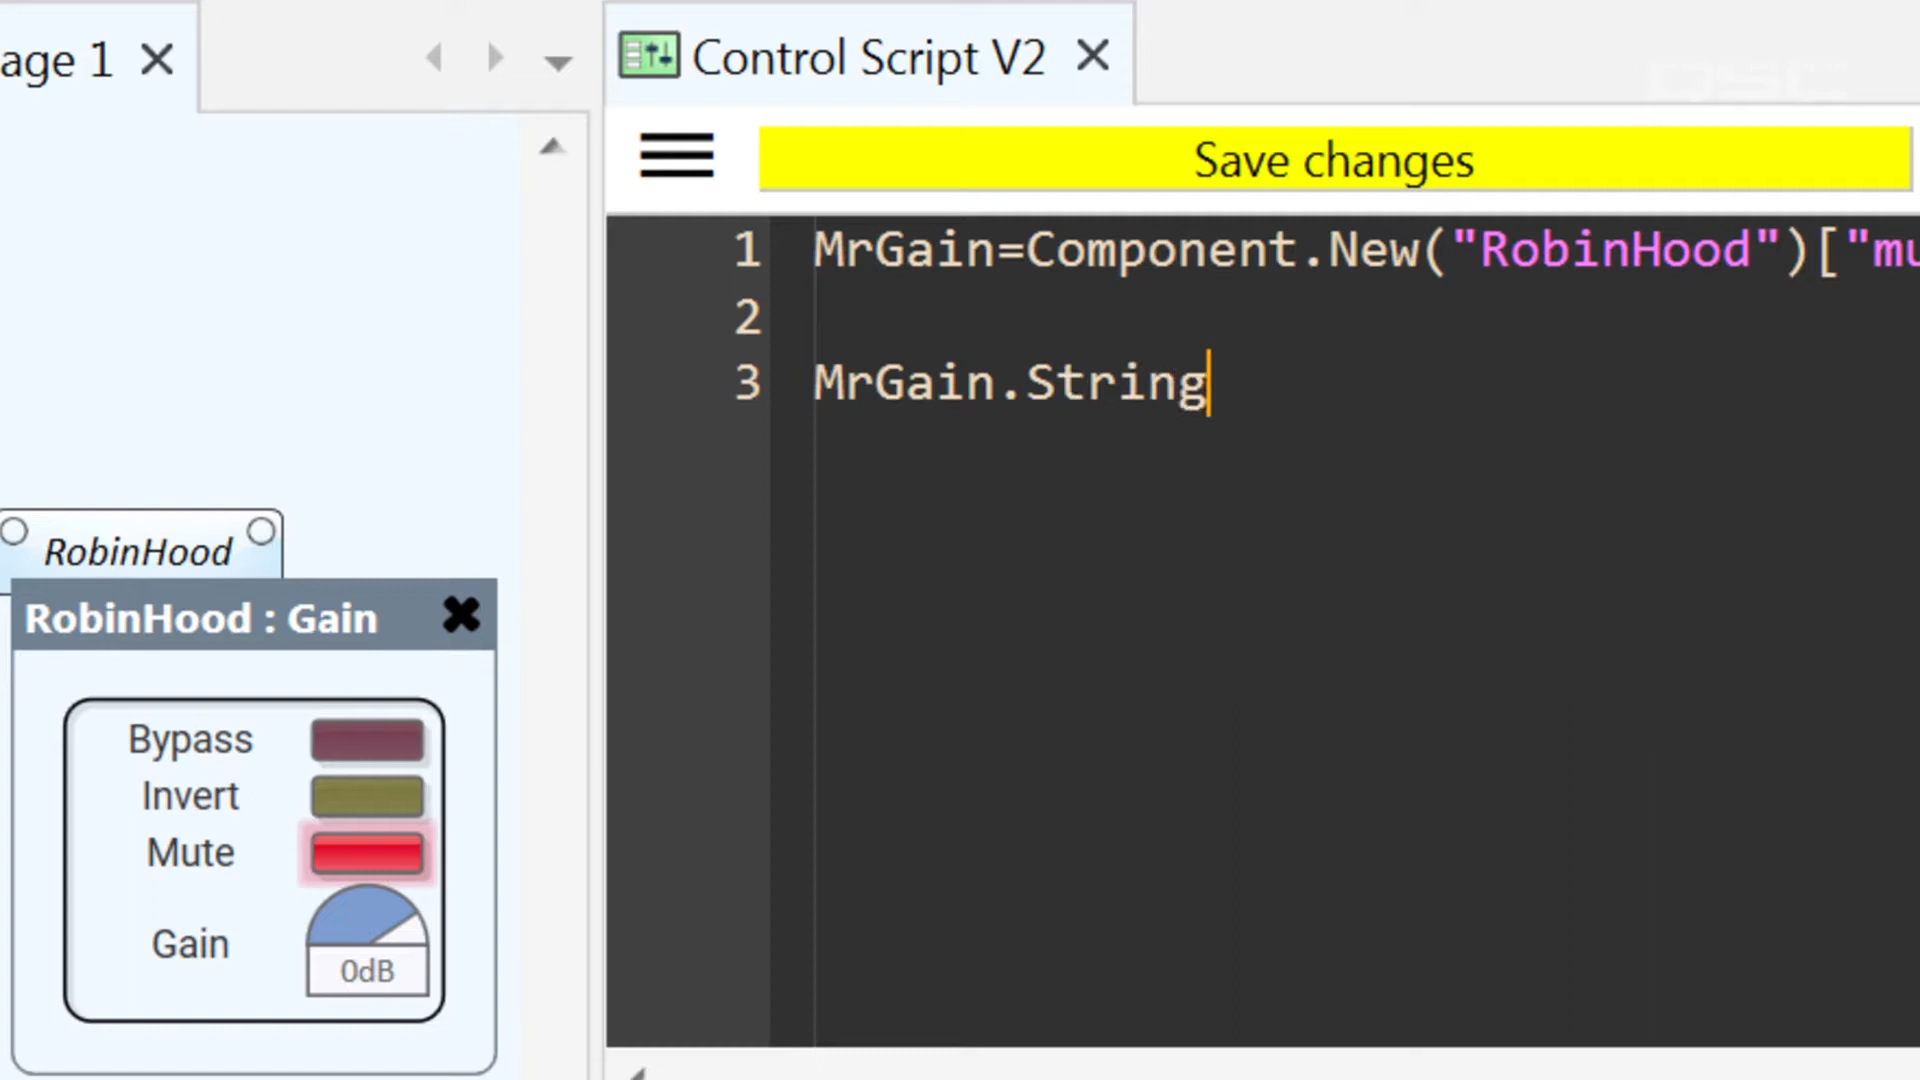 age 1
Control Script V2
QSC
Save changes
1 MrGain=Component.New("RobinHood")["mu
2
3 MrGain.String
RobinHood
RobinHood : Gain
Bypass
Invert
Mute
Gain
0dB